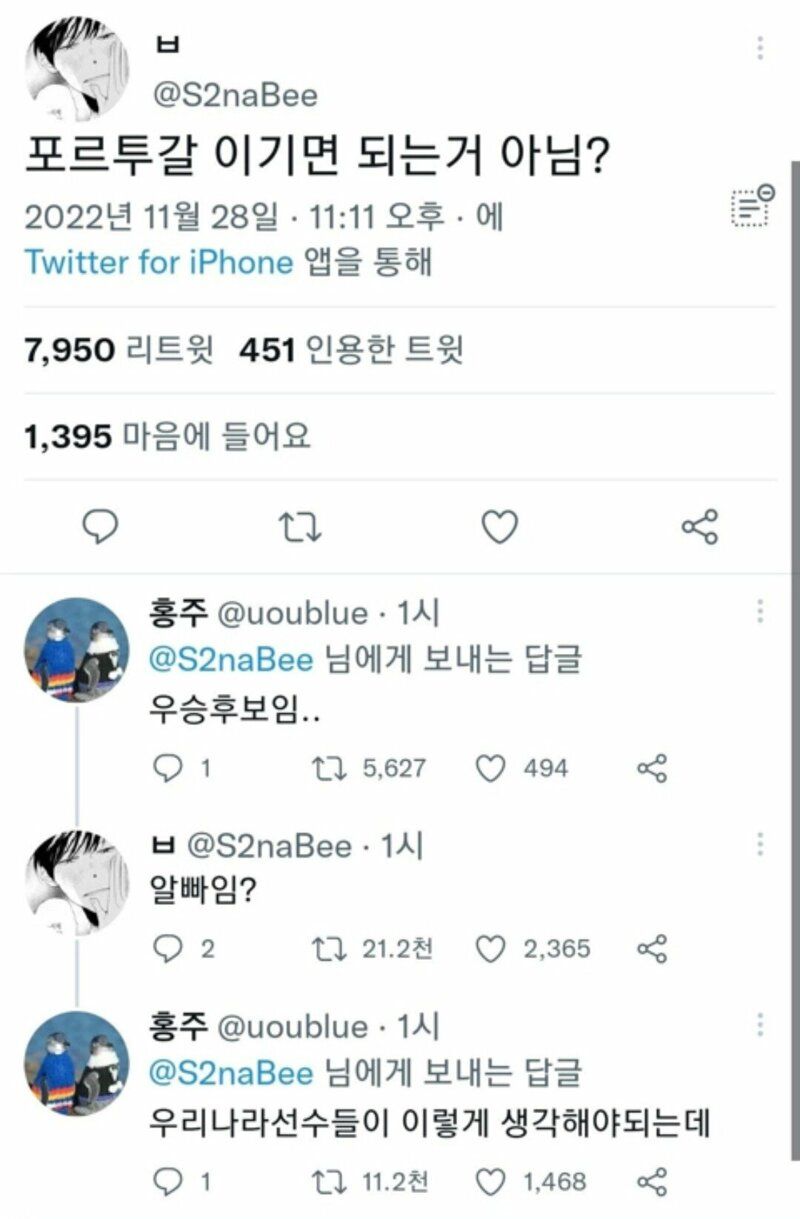 ㅂ
@S2naBee
포르투갈 이기면 되는거 아님?
2022년 11월 28일 · 11:11 오후 · 에
Twitter for iPhone 앱을 통해
7,950 리트윗 451 인용한 트윗
1,395 마음에 들어요
홍주 @uoublue · 1시
@S2naBee 님에게 보내는 답글
우승후보임..
1 5,627 494
ㅂ @S2naBee · 1시
알빠임?
2 21.2천 2,365
홍주 @uoublue · 1시
@S2naBee 님에게 보내는 답글
우리나라선수들이 이렇게 생각해야되는데
1 11.2천 1,468